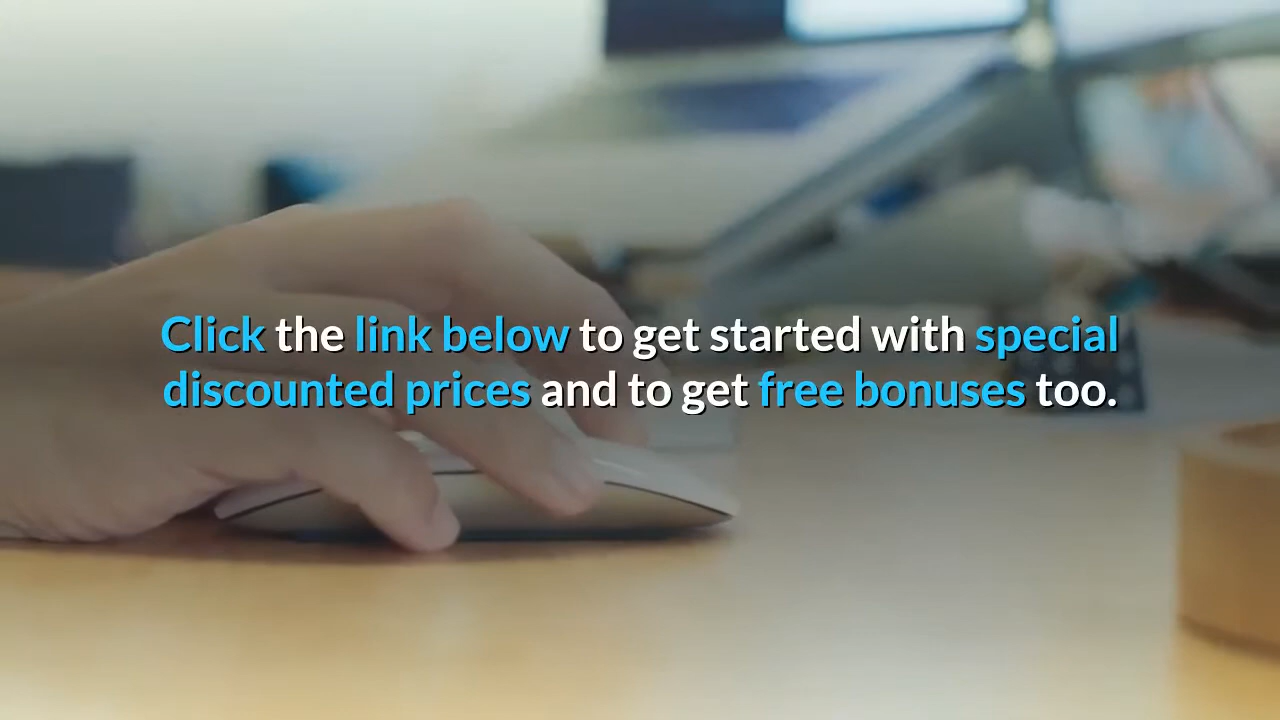 Click the link below to get started with special
discounted prices and to get free bonuses too.